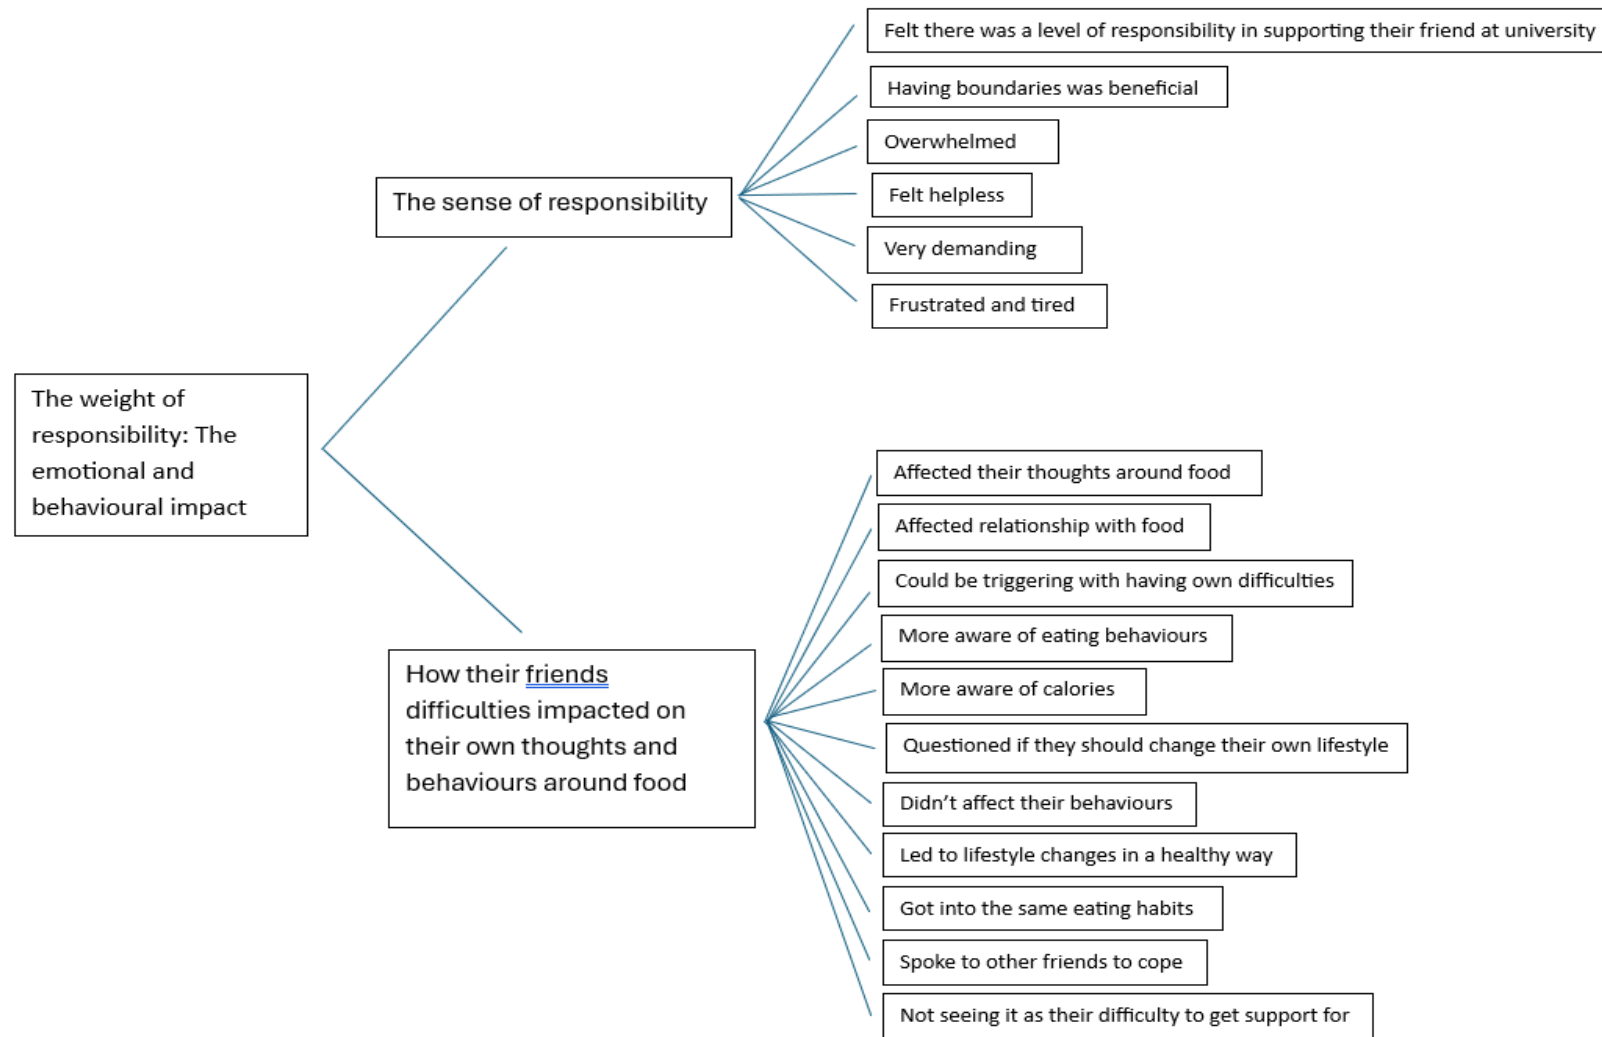 Felt there was a level of responsibility in supporting their friend at university
Having boundaries was beneficial
Overwhelmed
The sense of responsibility
Felt helpless
Very demanding
Frustrated and tired
The weight of
responsibility: The
emotional and
behavioural impact
Affected their thoughts around food
Affected relationship with food
Could be triggering with having own difficulties
More aware of eating behaviours
How their friends
difficulties impacted on
their own thoughts and
behaviours around food
More aware of calories
Questioned if they should change their own lifestyle
Didn’t affect their behaviours
Led to lifestyle changes in a healthy way
Got into the same eating habits
Spoke to other friends to cope
Not seeing it as their difficulty to get support for